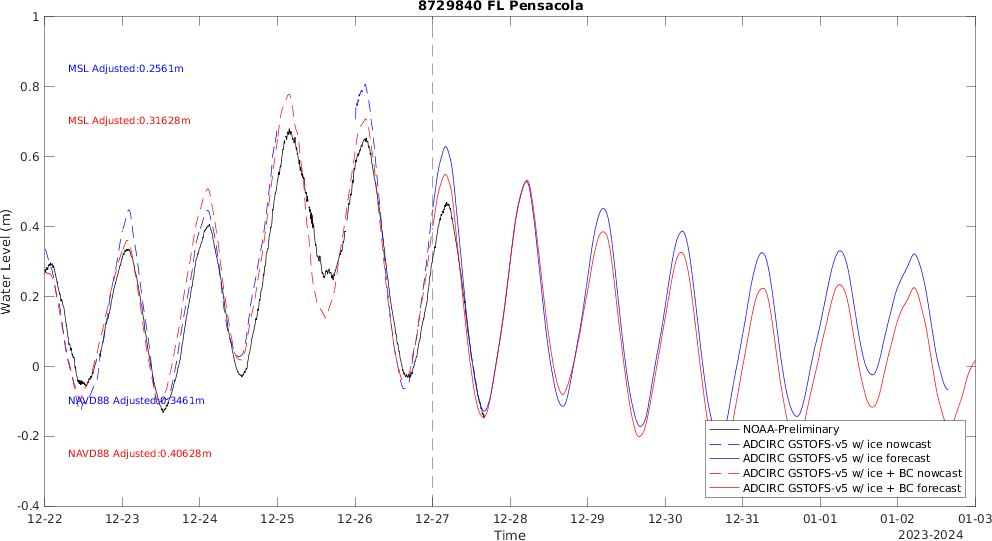 8729840 FL Pensacola
1
0.8
0.6
0.4
0.2
0
-0.2
-0.4
Water Level (m)
MSL Adjusted:0.2561m
MSL Adjusted:0.31628m
NAVD88 Adjusted:0.3461m
NAVD88 Adjusted:0.40628m
NOAA-Preliminary
ADCIRC GSTOFS-v5 w/ ice nowcast
ADCIRC GSTOFS-v5 w/ ice forecast
ADCIRC GSTOFS-v5 w/ ice + BC nowcast
ADCIRC GSTOFS-v5 w/ ice + BC forecast
12-22 12-23 12-24 12-25 12-26 12-27 12-28 12-29 12-30 12-31 01-01 01-02 01-03
Time
2023-2024